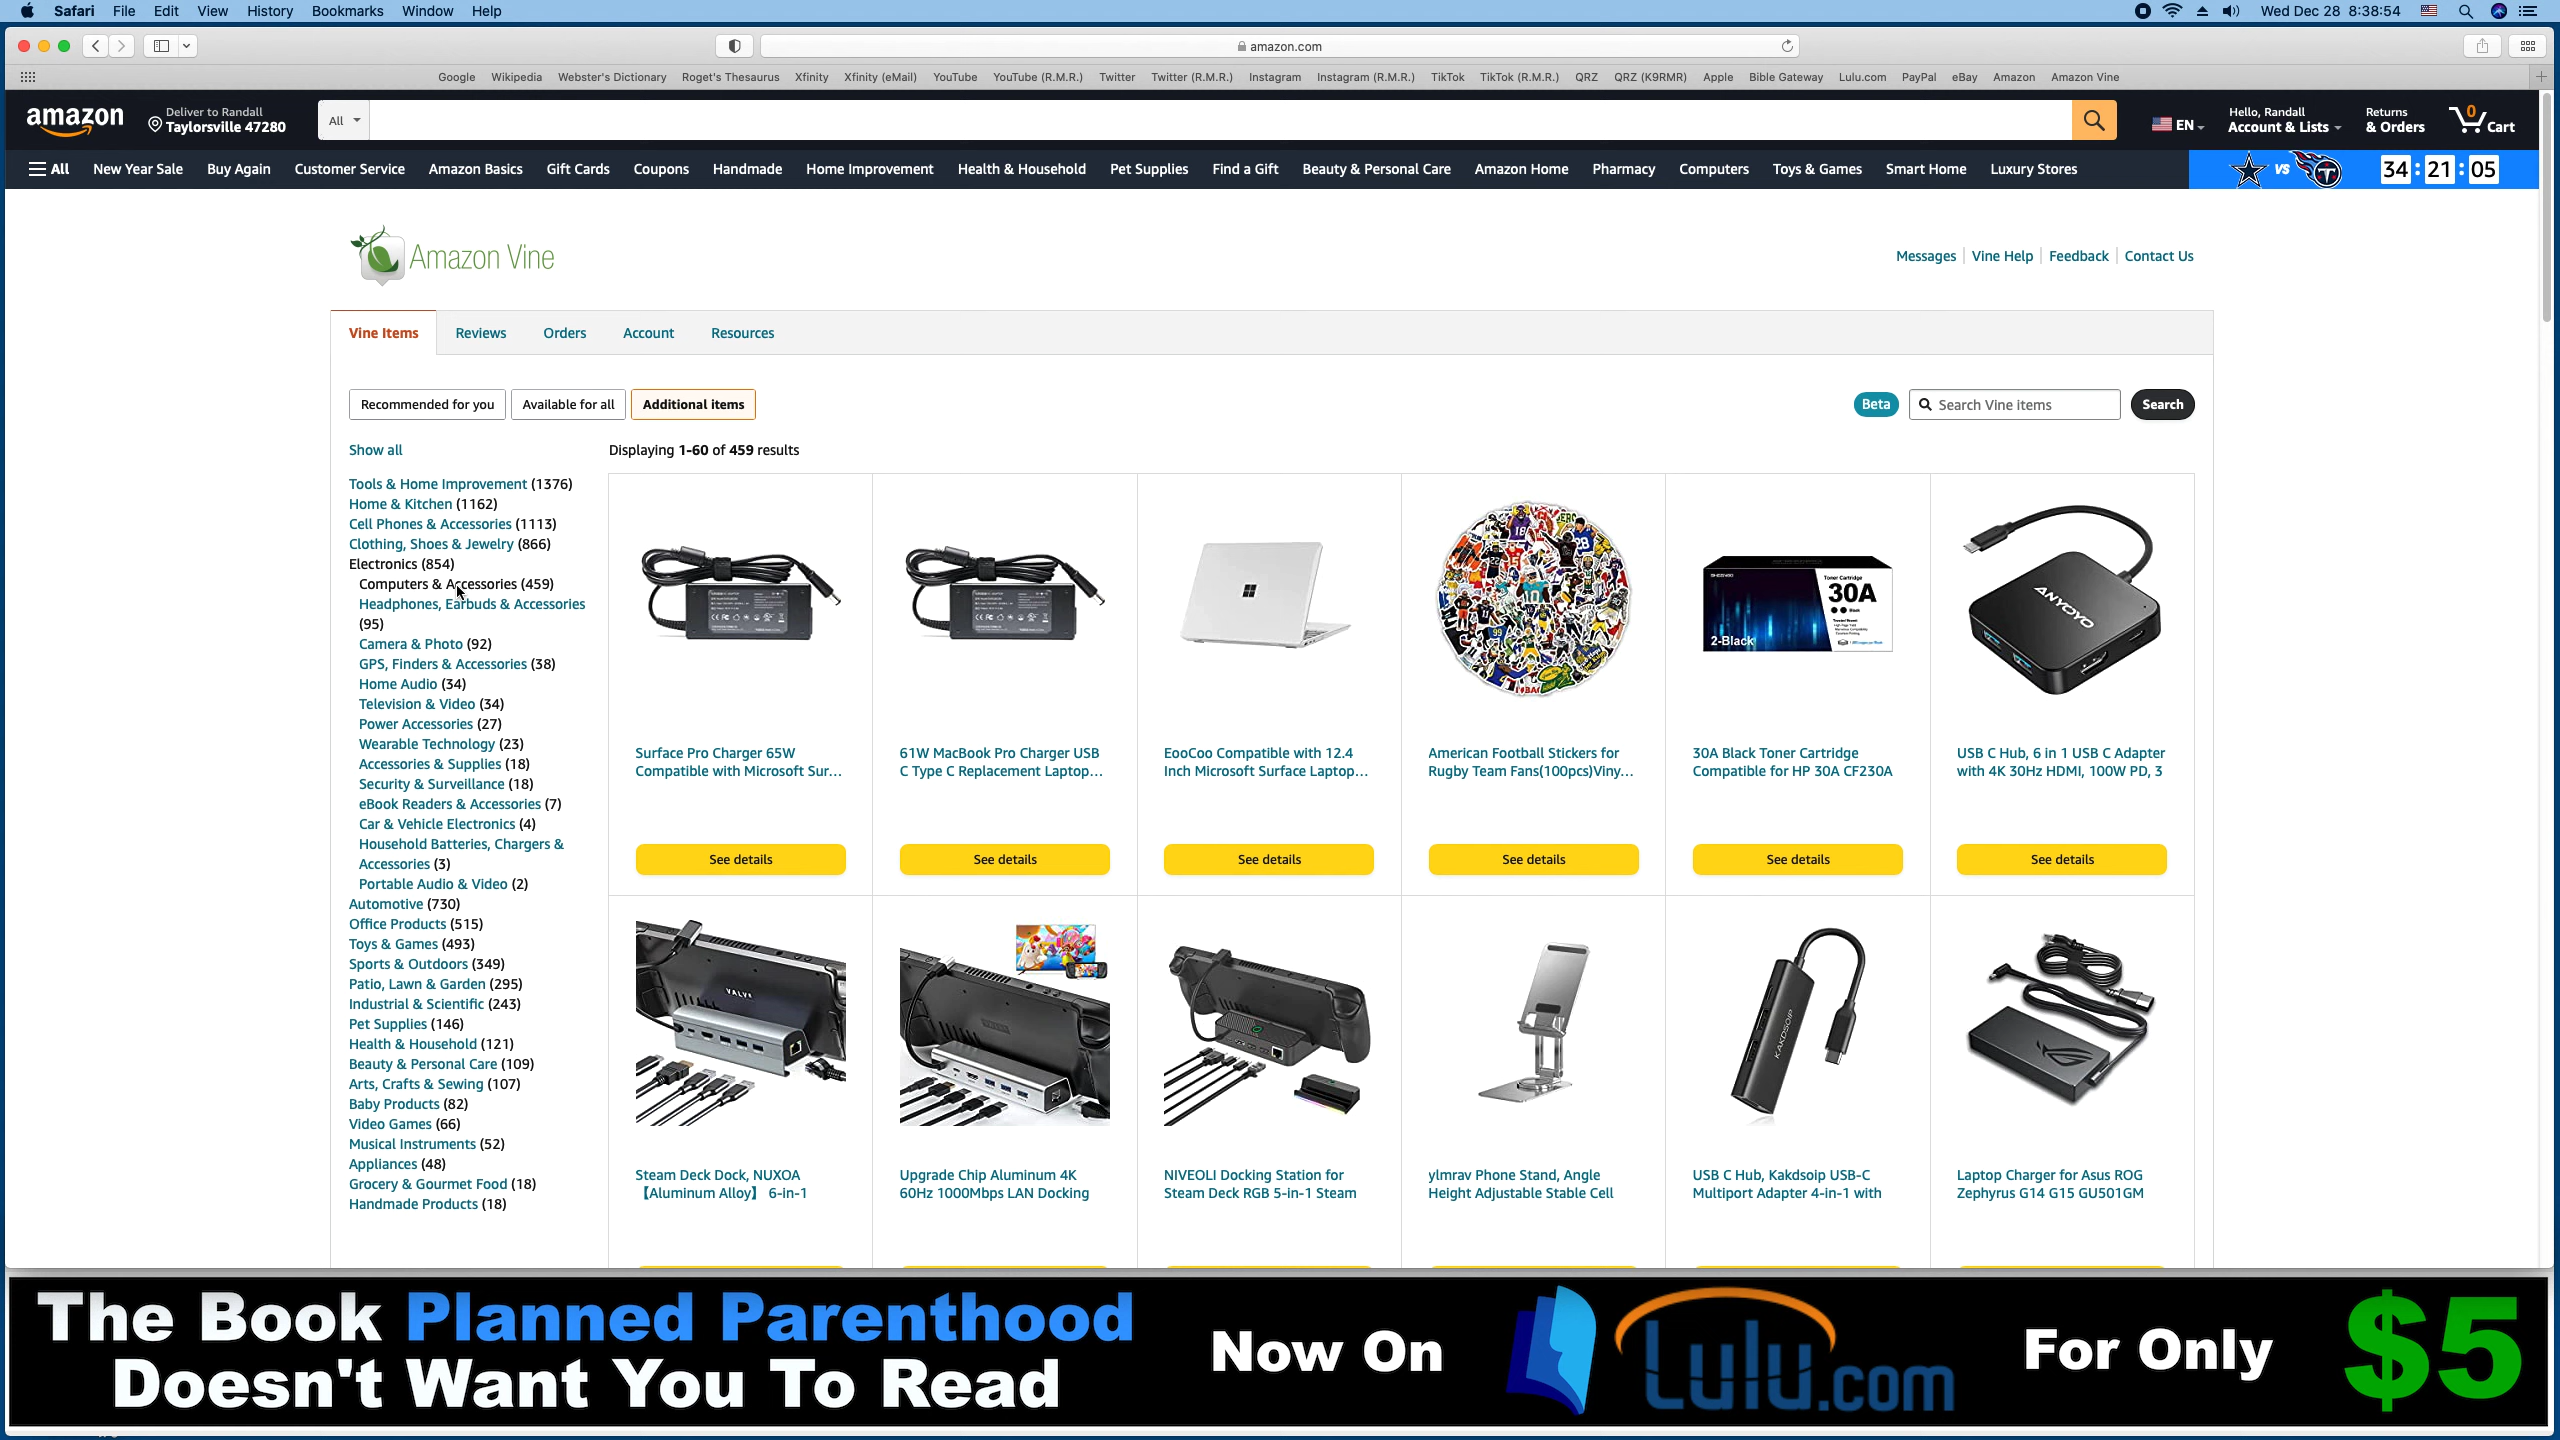 Safari File Edit View History Bookmarks Window Help
Wed Dec 28 8:38:54
amazon.com
Google Wikipedia Webster's Dictionary Roget's Thesaurus Xfinity Xfinity (eMail) YouTube YouTube (R.M.R.) Twitter Twitter (R.M.R.) Instagram Instagram (R.M.R.) TikTok TikTok (R.M.R.) QRZ QRZ (K9RMR) Apple Bible Gateway Lulu.com PayPal eBay Amazon Amazon Vine
amazon
Deliver to Randall
Taylorsville 47280
All
EN
Hello, Randall
Account & Lists
Returns
& Orders
0
Cart
All New Year Sale Buy Again Customer Service Amazon Basics Gift Cards Coupons Handmade Home Improvement Health & Household Pet Supplies Find a Gift Beauty & Personal Care Amazon Home Pharmacy Computers Toys & Games Smart Home Luxury Stores
VS
34:21:05
Amazon Vine
Messages Vine Help Feedback Contact Us
Vine Items Reviews Orders Account Resources
Recommended for you Available for all Additional items
Beta Search Vine items Search
Show all
Displaying 1-60 of 459 results
Tools & Home Improvement (1376)
Home & Kitchen (1162)
Cell Phones & Accessories (1113)
Clothing, Shoes & Jewelry (866)
Electronics (854)
Computers & Accessories (459)
Headphones, Earbuds & Accessories
(95)
Camera & Photo (92)
GPS, Finders & Accessories (38)
Home Audio (34)
Television & Video (34)
Power Accessories (27)
Wearable Technology (23)
Accessories & Supplies (18)
Security & Surveillance (18)
eBook Readers & Accessories (7)
Car & Vehicle Electronics (4)
Household Batteries, Chargers &
Accessories (3)
Portable Audio & Video (2)
Automotive (730)
Office Products (515)
Toys & Games (493)
Sports & Outdoors (349)
Patio, Lawn & Garden (295)
Industrial & Scientific (243)
Pet Supplies (146)
Health & Household (121)
Beauty & Personal Care (109)
Arts, Crafts & Sewing (107)
Baby Products (82)
Video Games (66)
Musical Instruments (52)
Appliances (48)
Grocery & Gourmet Food (18)
Handmade Products (18)
Toner Cartridge
30A
Black
2-Black
ANYOYO
Surface Pro Charger 65W
Compatible with Microsoft Sur...
61W MacBook Pro Charger USB
C Type C Replacement Laptop...
EooCoo Compatible with 12.4
Inch Microsoft Surface Laptop...
American Football Stickers for
Rugby Team Fans(100pcs)Viny...
30A Black Toner Cartridge
Compatible for HP 30A CF230A
USB C Hub, 6 in 1 USB C Adapter
with 4K 30Hz HDMI, 100W PD, 3
See details See details See details See details See details See details
VALVE
KAKDSOIP
Steam Deck Dock, NUXOA
【Aluminum Alloy】 6-in-1
Upgrade Chip Aluminum 4K
60Hz 1000Mbps LAN Docking
NIVEOLI Docking Station for
Steam Deck RGB 5-in-1 Steam
ylmrav Phone Stand, Angle
Height Adjustable Stable Cell
USB C Hub, Kakdsoip USB-C
Multiport Adapter 4-in-1 with
Laptop Charger for Asus ROG
Zephyrus G14 G15 GU501GM
The Book Planned Parenthood
Doesn't Want You To Read
Now On
Lulu.com
For Only
$5